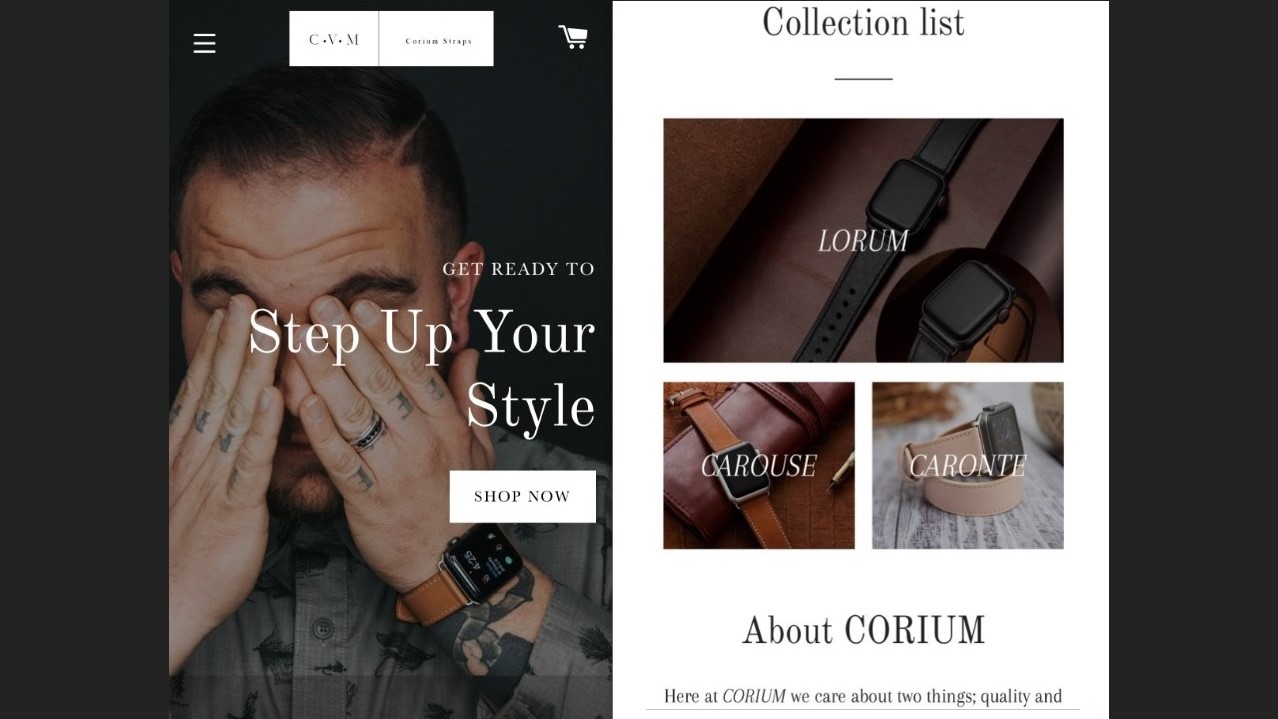 C•V•M
Corium Straps
GET READY TO
Step Up Your
Style
SHOP NOW
4:25
Collection list
LORUM
CAROUSE
CARONTE
About CORIUM
Here at CORIUM we care about two things; quality and